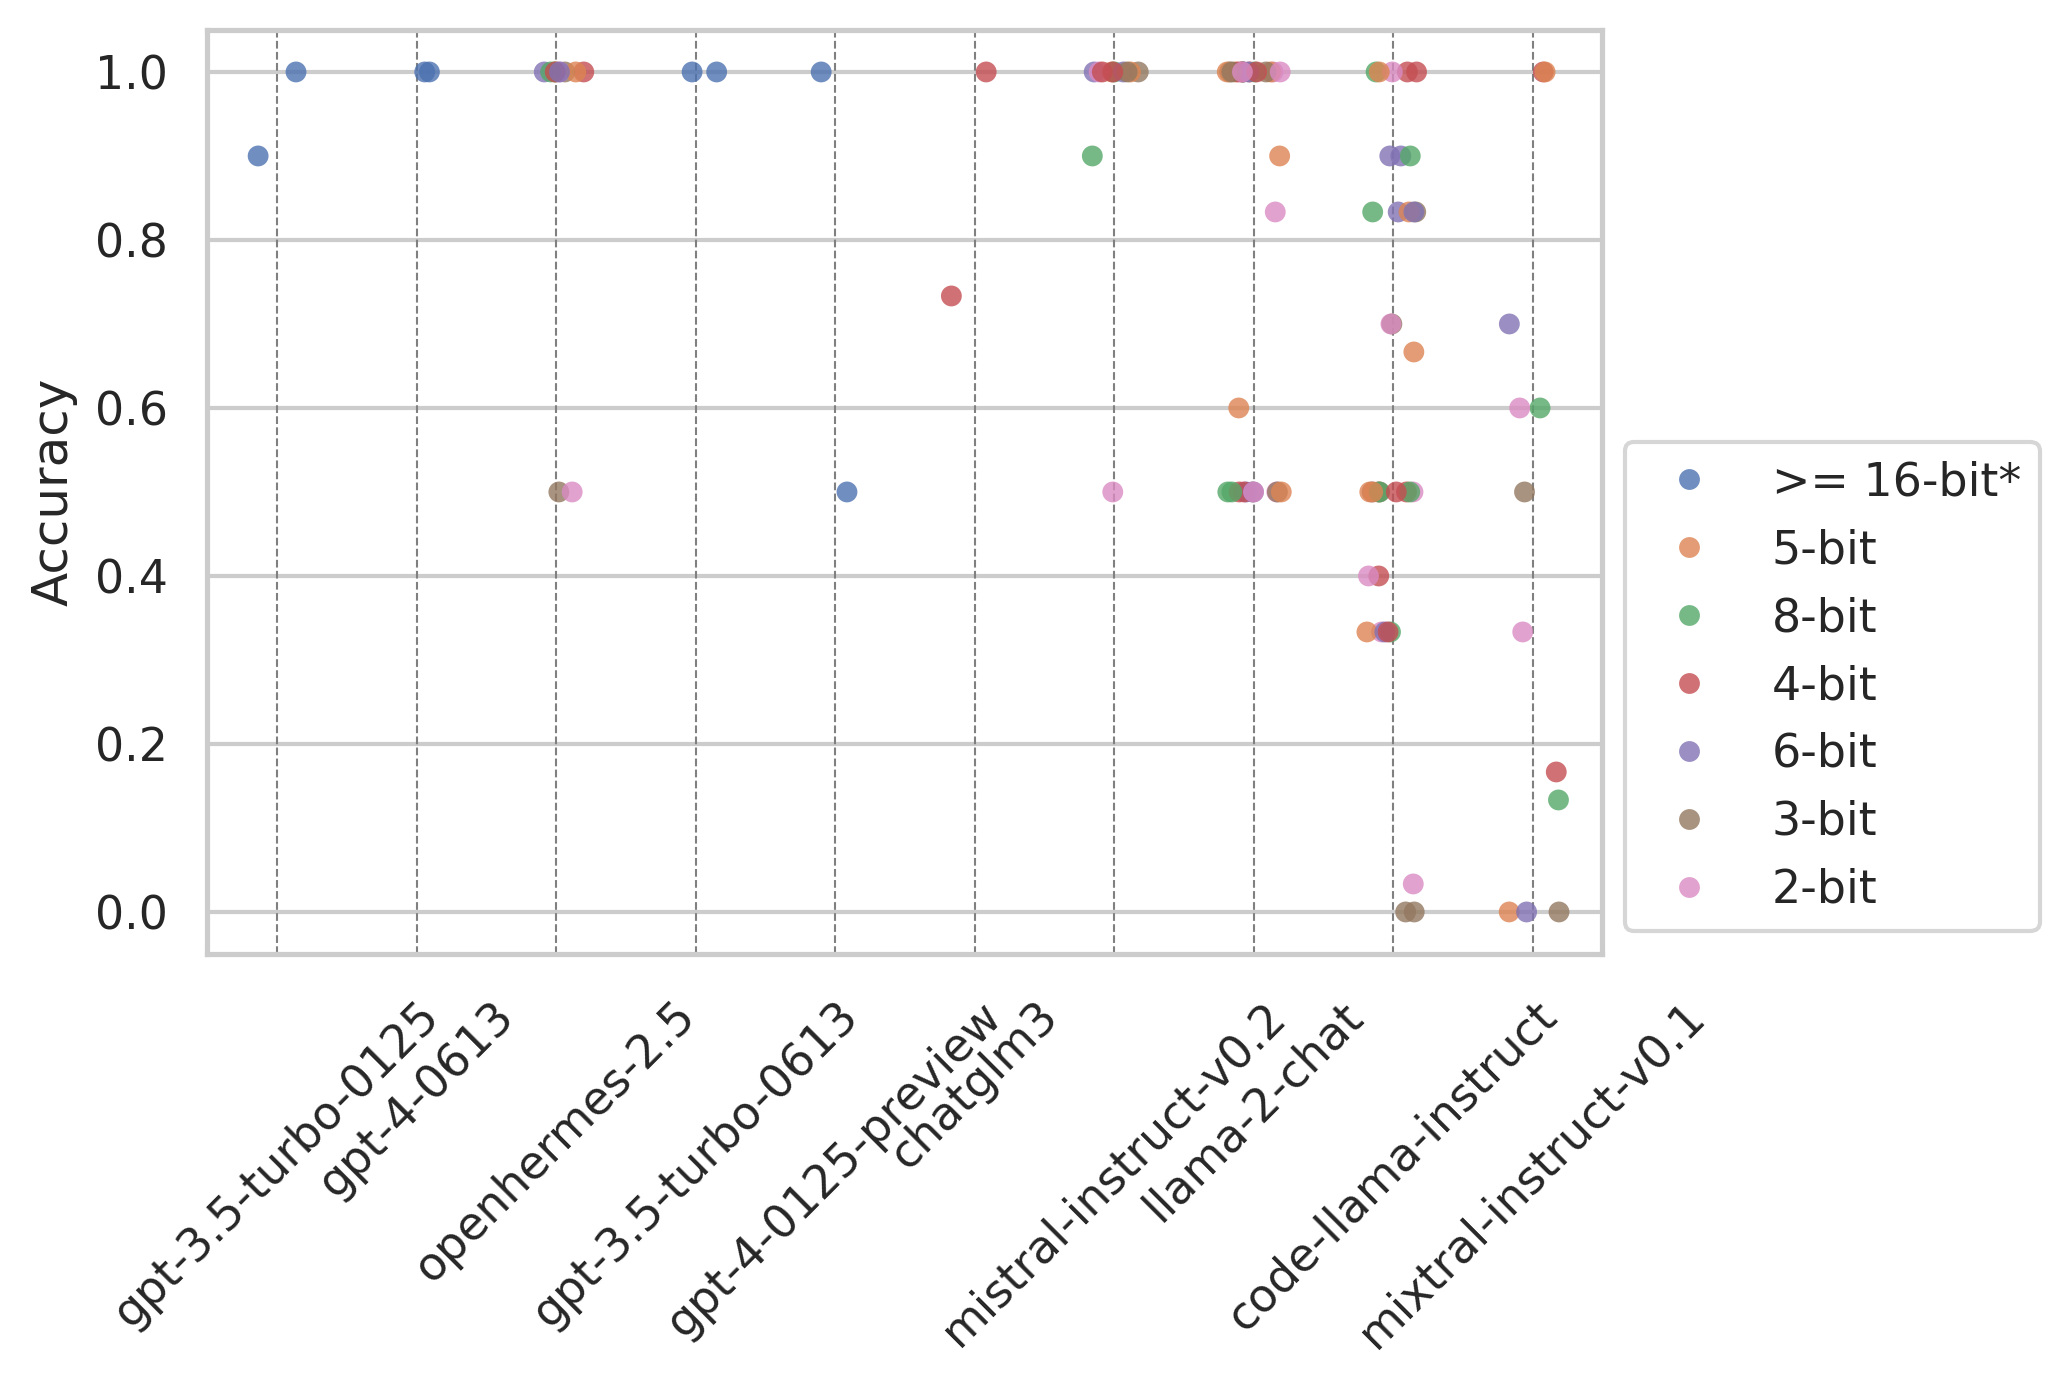 Accuracy
1.0
0.8
0.6
0.4
0.2
0.0
gpt-3.5-turbo-0125
gpt-4-0613
openhermes-2.5
gpt-3.5-turbo-0613
gpt-4-0125-preview
chatglm3
mistral-instruct-v0.2
llama-2-chat
code-llama-instruct
mixtral-instruct-v0.1
>= 16-bit*
5-bit
8-bit
4-bit
6-bit
3-bit
2-bit